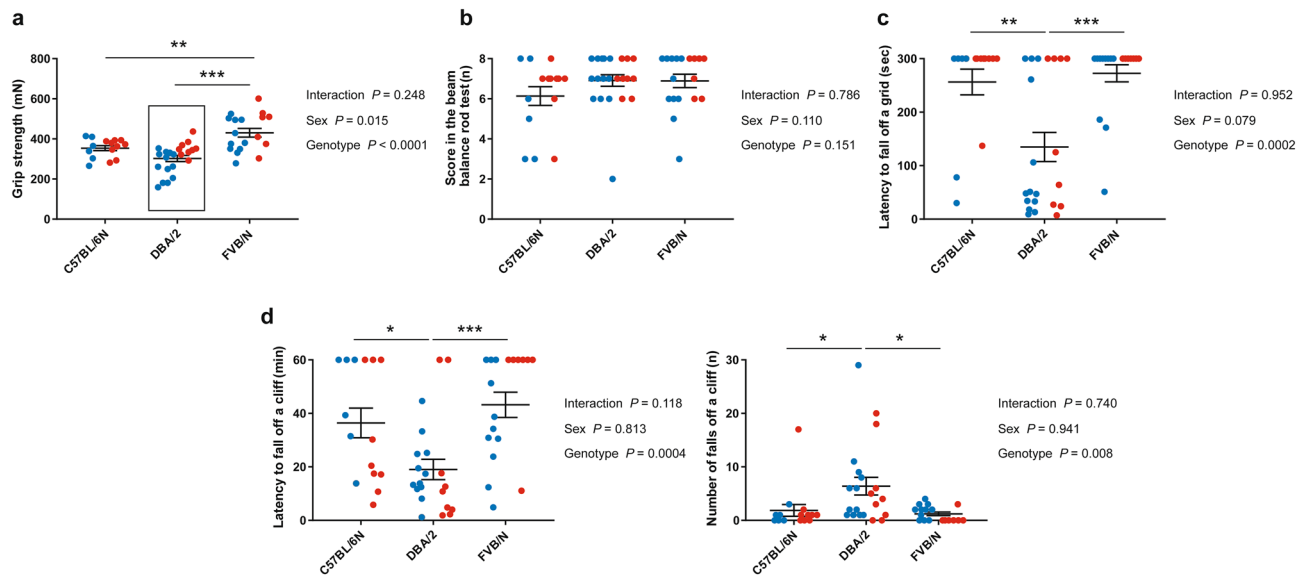 a
**
***
Grip strength (mN)
800
600
400
200
0
C57BL/6N
DBA/2
FVB/N
Interaction P = 0.248
Sex P = 0.015
Genotype P < 0.0001
b
Score in the beam
balance rod test (n)
8
6
4
2
0
C57BL/6N
DBA/2
FVB/N
Interaction P = 0.786
Sex P = 0.110
Genotype P = 0.151
c
**
***
Latency to fall off a grid (sec)
300
200
100
0
C57BL/6N
DBA/2
FVB/N
Interaction P = 0.952
Sex P = 0.079
Genotype P = 0.0002
d
*
***
Latency to fall off a cliff (min)
60
40
20
0
C57BL/6N
DBA/2
FVB/N
Interaction P = 0.118
Sex P = 0.813
Genotype P = 0.0004
*
*
Number of falls off a cliff (n)
30
20
10
0
C57BL/6N
DBA/2
FVB/N
Interaction P = 0.740
Sex P = 0.941
Genotype P = 0.008